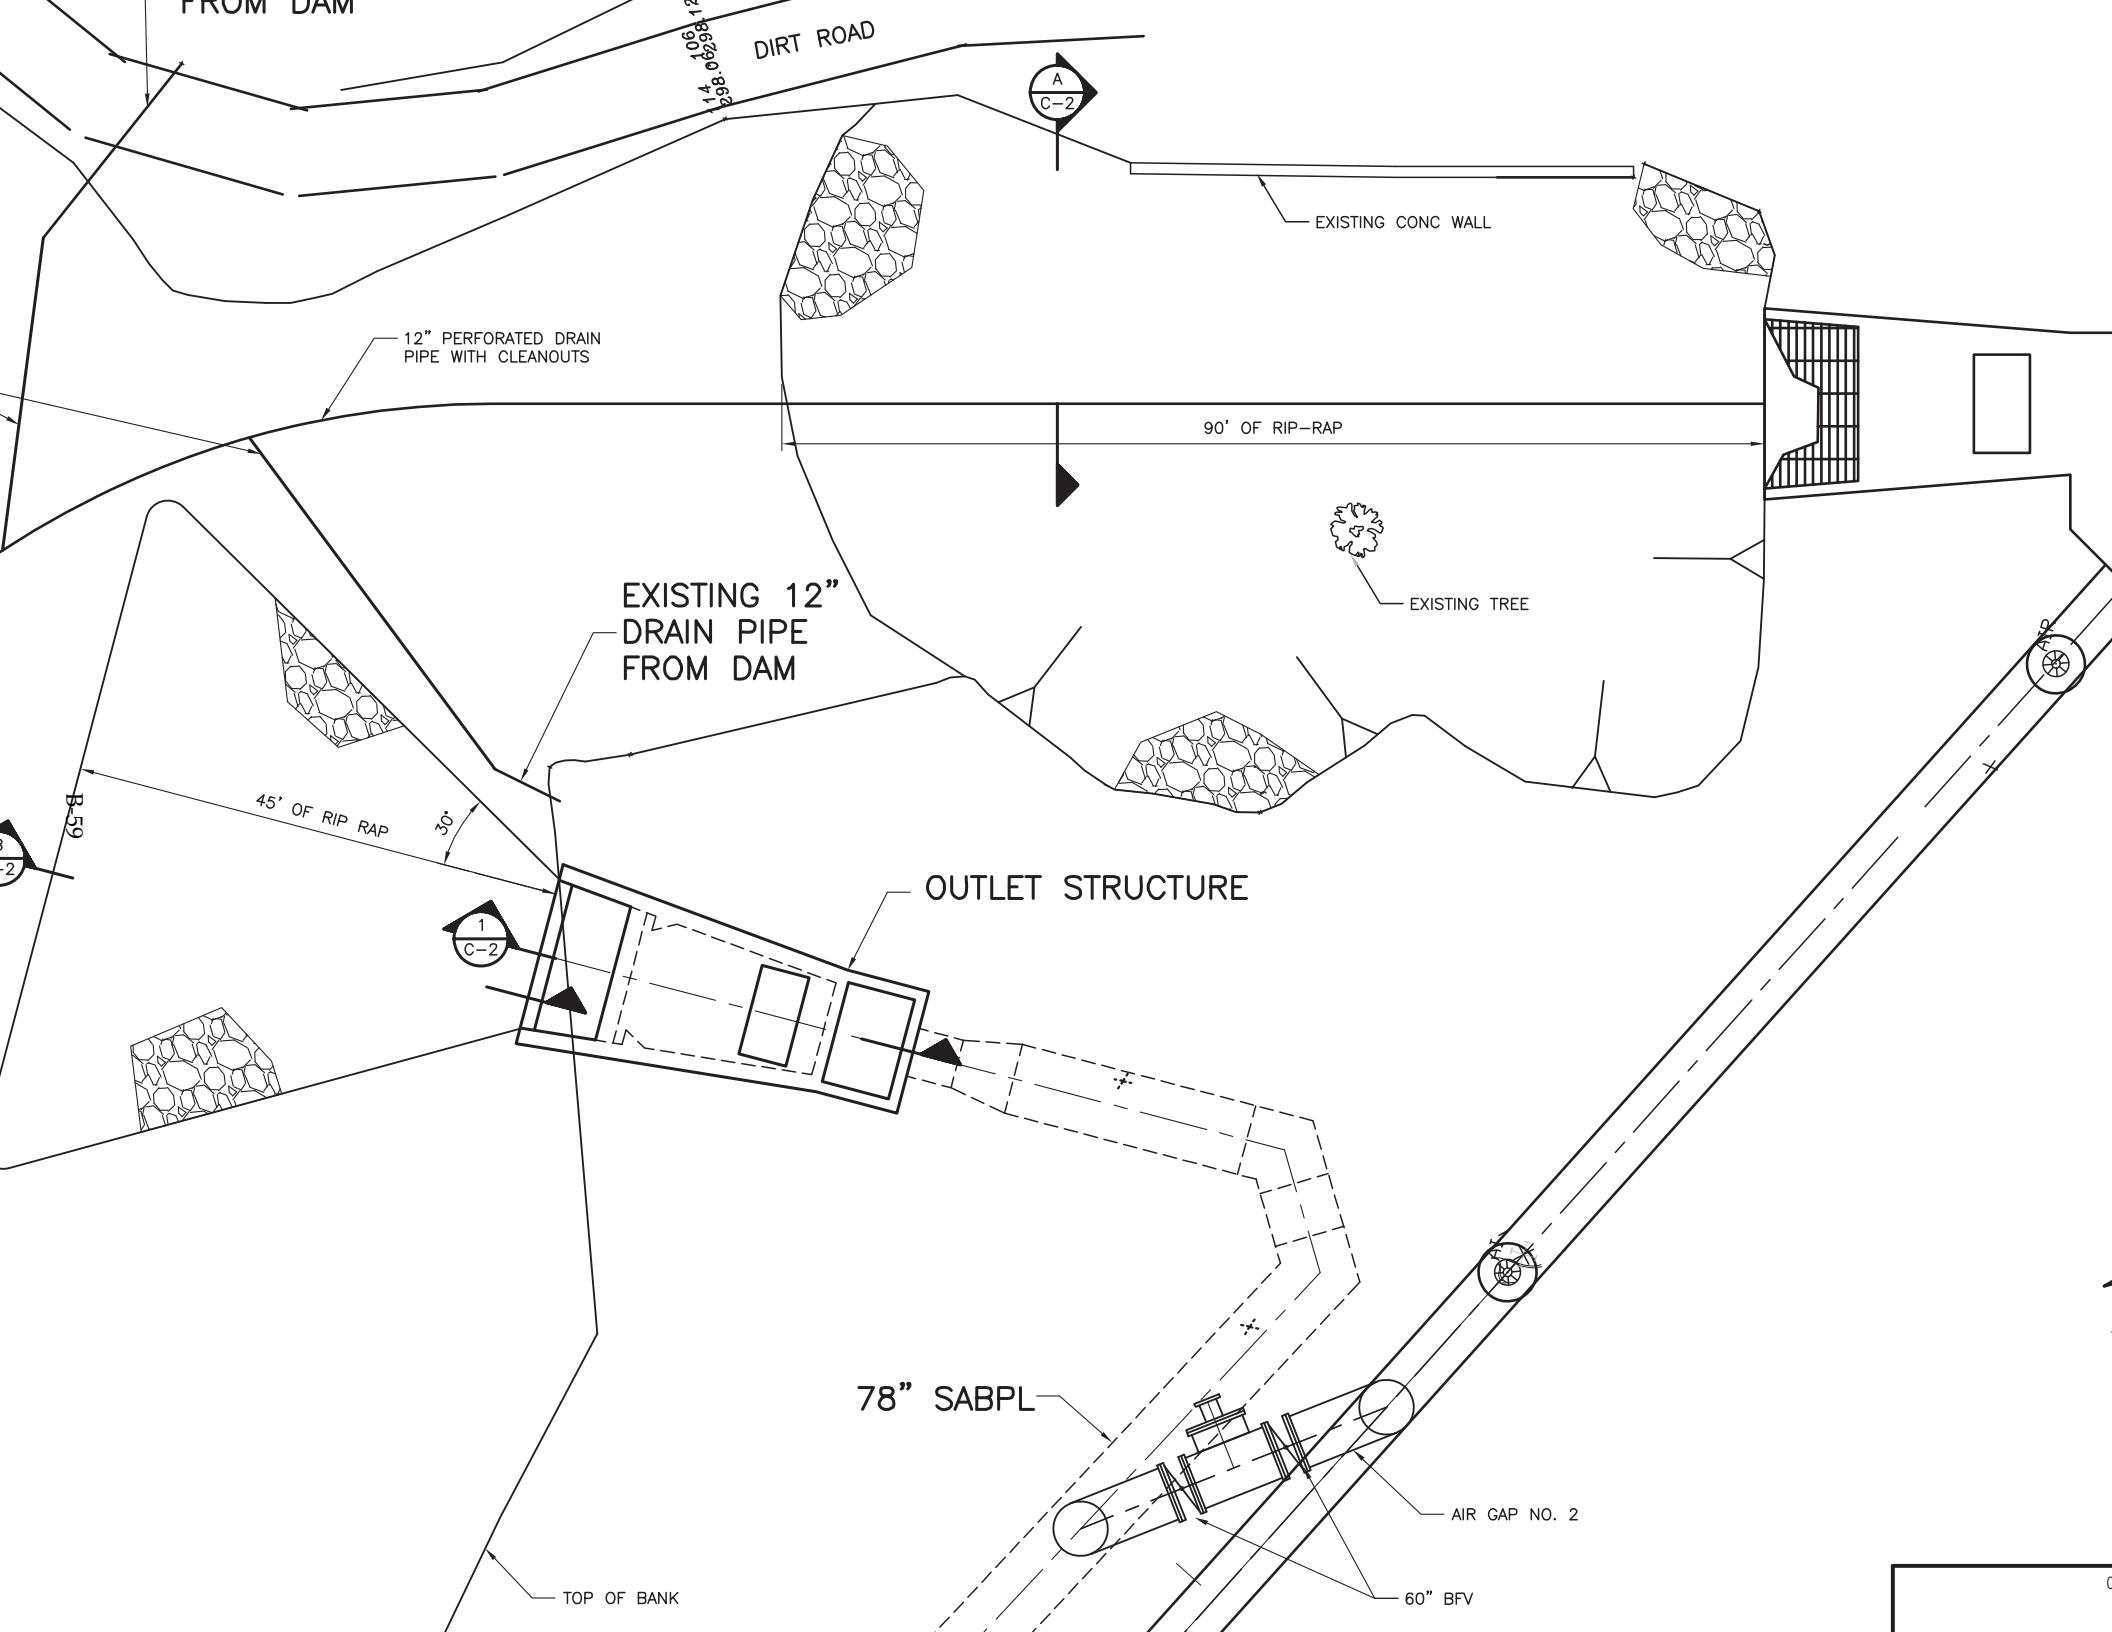 FROM DAM
DIRT ROAD
A
C-2
EXISTING CONC WALL
12" PERFORATED DRAIN
PIPE WITH CLEANOUTS
90' OF RIP-RAP
EXISTING 12"
DRAIN PIPE
FROM DAM
EXISTING TREE
45' OF RIP RAP
30°
B-59
OUTLET STRUCTURE
1
C-2
78" SABPL
AIR GAP NO. 2
TOP OF BANK
60" BFV